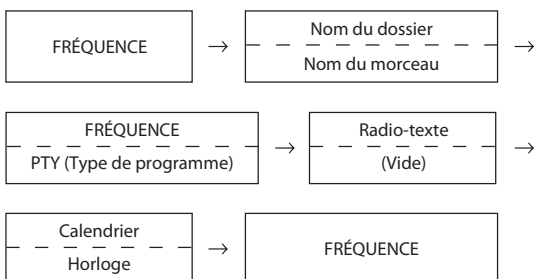 FRÉQUENCE
Nom du dossier
Nom du morceau
FRÉQUENCE
PTY (Type de programme)
Radio-texte
(Vide)
Calendrier
Horloge
FRÉQUENCE